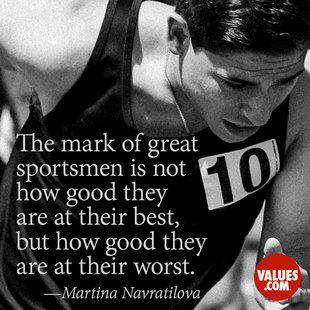 The mark of great
sportsmen is not
how good they
are at their best,
but how good they
are at their worst.
—Martina Navratilova
10
VALUES
.COM®